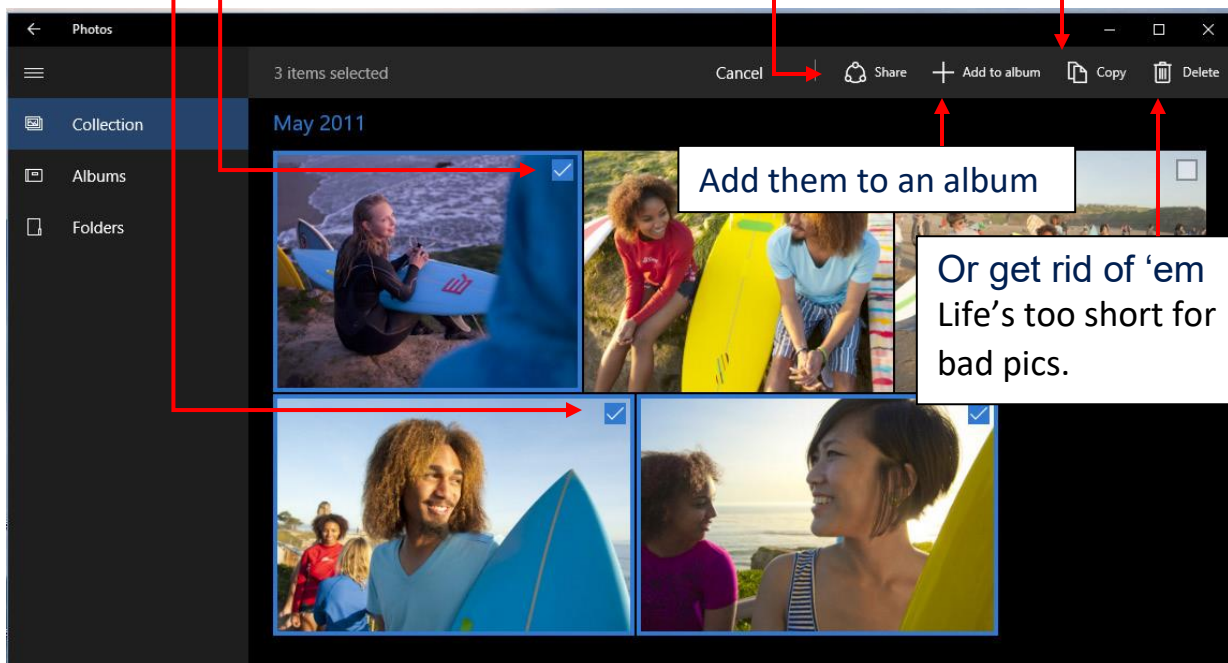 Photos
3 items selected
Cancel
Share
Add to album
Copy
Delete
Collection
Albums
Folders
May 2011
Add them to an album
Or get rid of ‘em
Life’s too short for
bad pics.